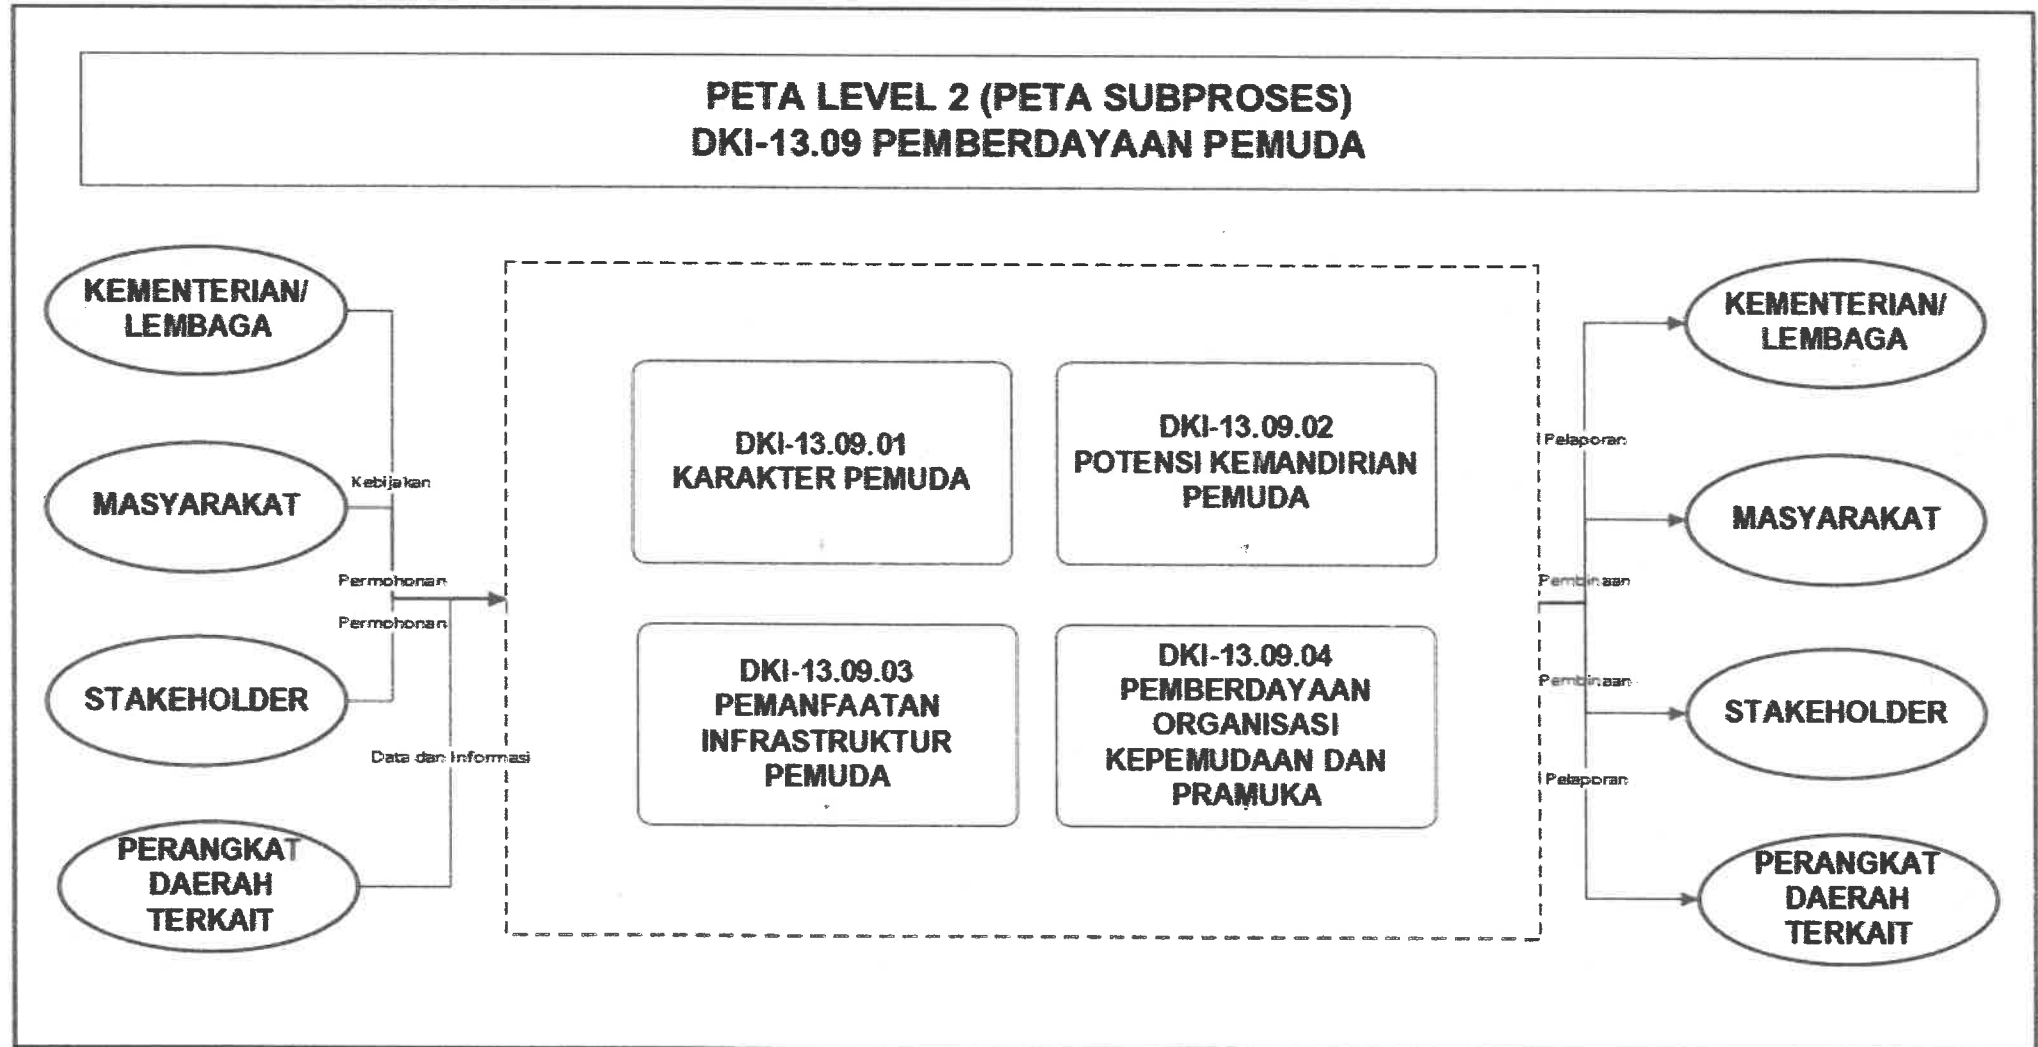 PETA LEVEL 2 (PETA SUBPROSES)
DKI-13.09 PEMBERDAYAAN PEMUDA
KEMENTERIAN/
LEMBAGA
MASYARAKAT
STAKEHOLDER
PERANGKAT
DAERAH
TERKAIT
Kebijakan
Permohonan
Permohonan
Data dan Informasi
DKI-13.09.01
KARAKTER PEMUDA
DKI-13.09.02
POTENSI KEMANDIRIAN
PEMUDA
DKI-13.09.03
PEMANFAATAN
INFRASTRUKTUR
PEMUDA
DKI-13.09.04
PEMBERDAYAAN
ORGANISASI
KEPEMUDAAN DAN
PRAMUKA
Pelaporan
Pembinaan
Pembinaan
Pelaporan
KEMENTERIAN/
LEMBAGA
MASYARAKAT
STAKEHOLDER
PERANGKAT
DAERAH
TERKAIT